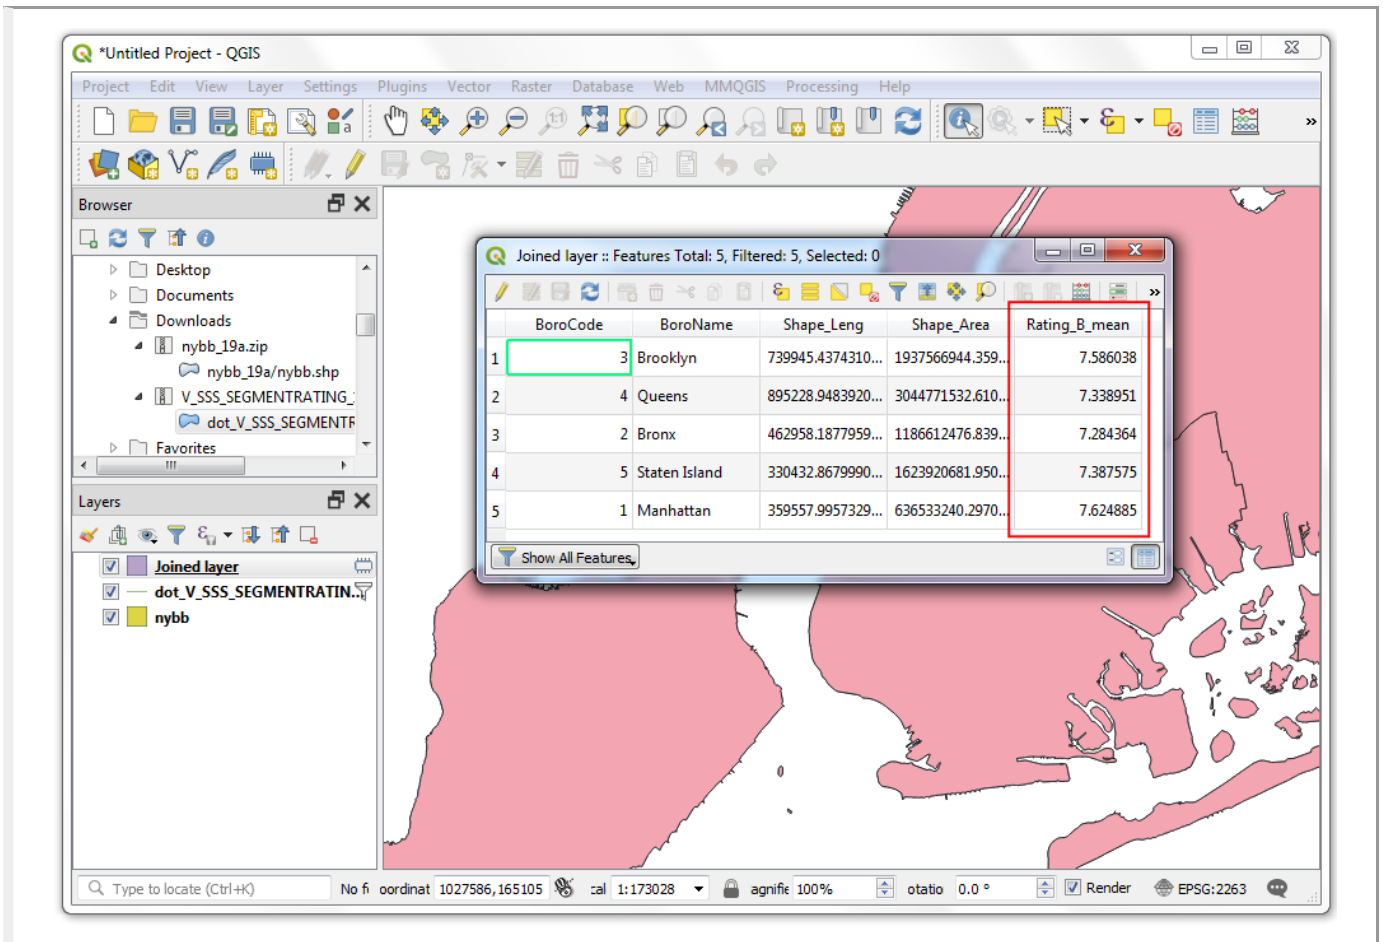 *Untitled Project - QGIS
Project Edit View Layer Settings Plugins Vector Raster Database Web MMQGIS Processing Help
Browser
Desktop
Documents
Downloads
nybb_19a.zip
nybb_19a/nybb.shp
V_SSS_SEGMENTRATING_
dot_V_SSS_SEGMENTR
Favorites
Layers
Joined layer
dot_V_SSS_SEGMENTRATIN...
nybb
Joined layer :: Features Total: 5, Filtered: 5, Selected: 0
BoroCode BoroName Shape_Leng Shape_Area Rating_B_mean
1 3 Brooklyn 739945.4374310... 1937566944.359... 7.586038
2 4 Queens 895228.9483920... 3044771532.610... 7.338951
3 2 Bronx 462958.1877959... 1186612476.839... 7.284364
4 5 Staten Island 330432.8679990... 1623920681.950... 7.387575
5 1 Manhattan 359557.9957329... 636533240.2970... 7.624885
Show All Features
Type to locate (Ctrl+K) No fi oordinat 1027586,165105 cal 1:173028 agnifie 100% otatio 0.0 ° Render EPSG:2263